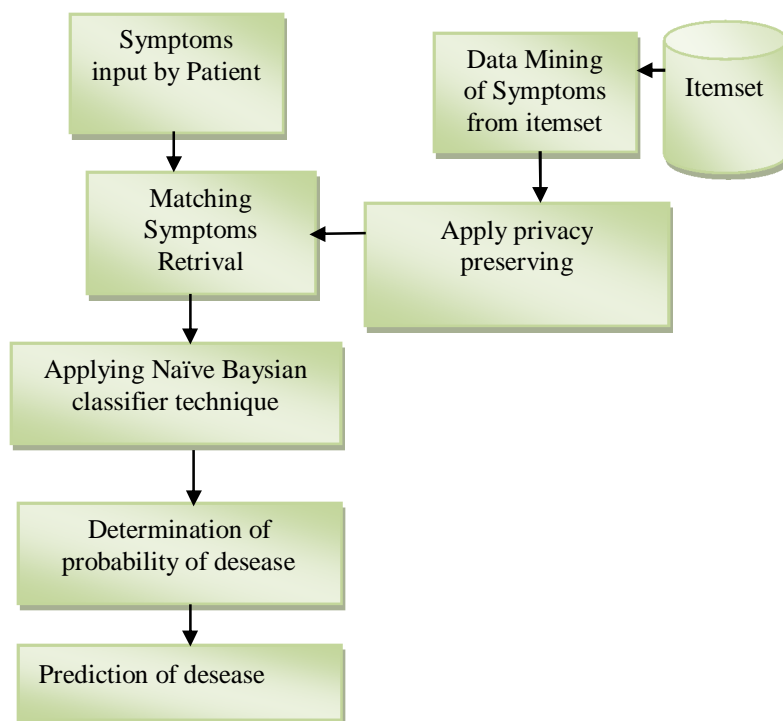 Symptoms
input by Patient
Data Mining
of Symptoms
from itemset
Itemset
Matching
Symptoms
Retrival
Apply privacy
preserving
Applying Naïve Baysian
classifier technique
Determination of
probability of desease
Prediction of desease